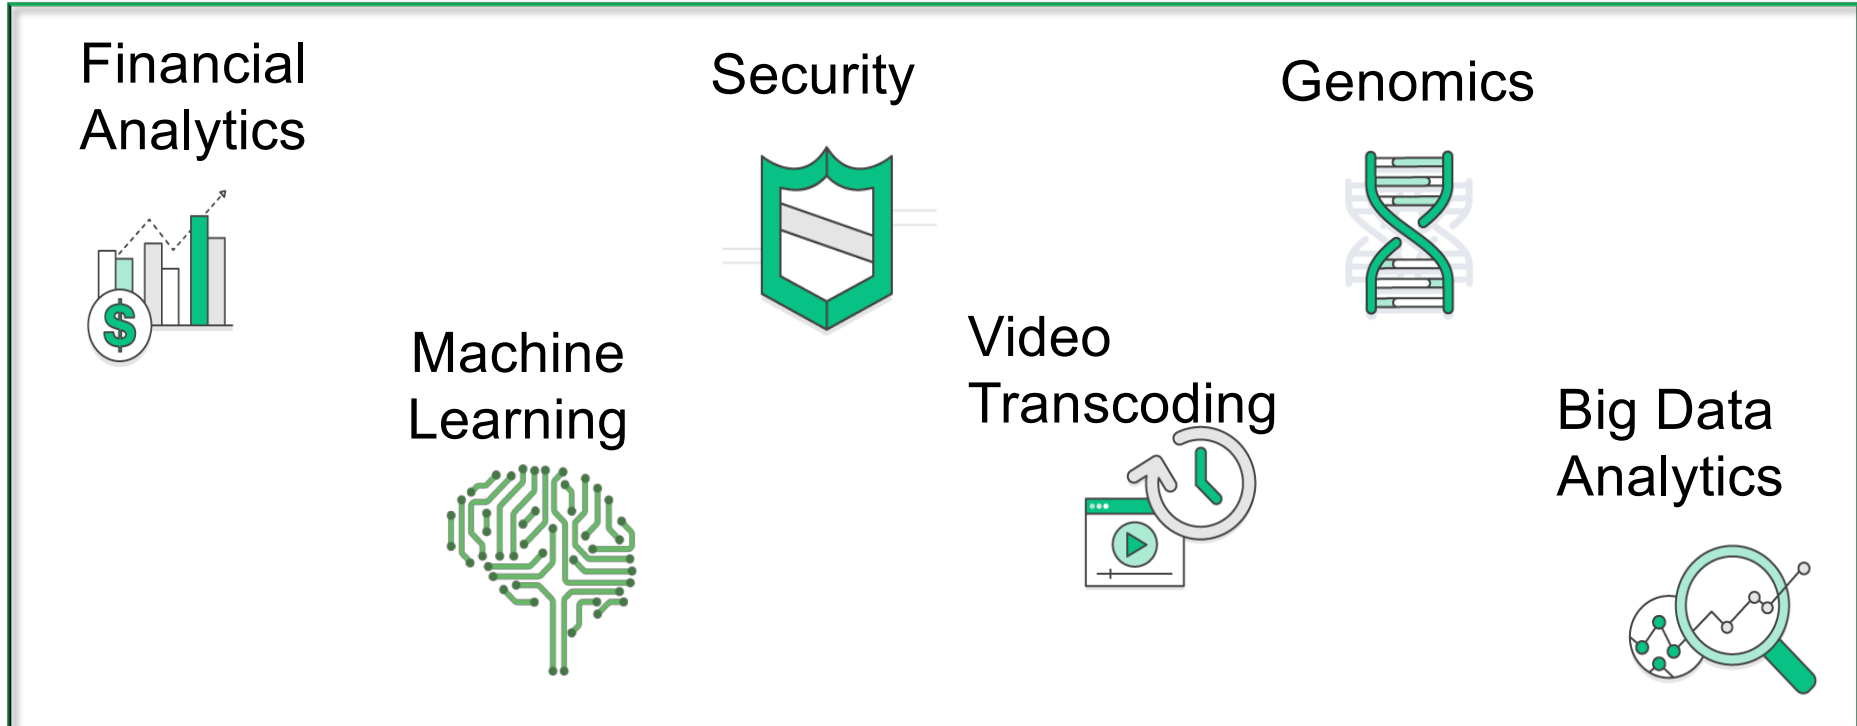 Financial
Analytics
Security
Genomics
Machine
Learning
Video
Transcoding
Big Data
Analytics
$